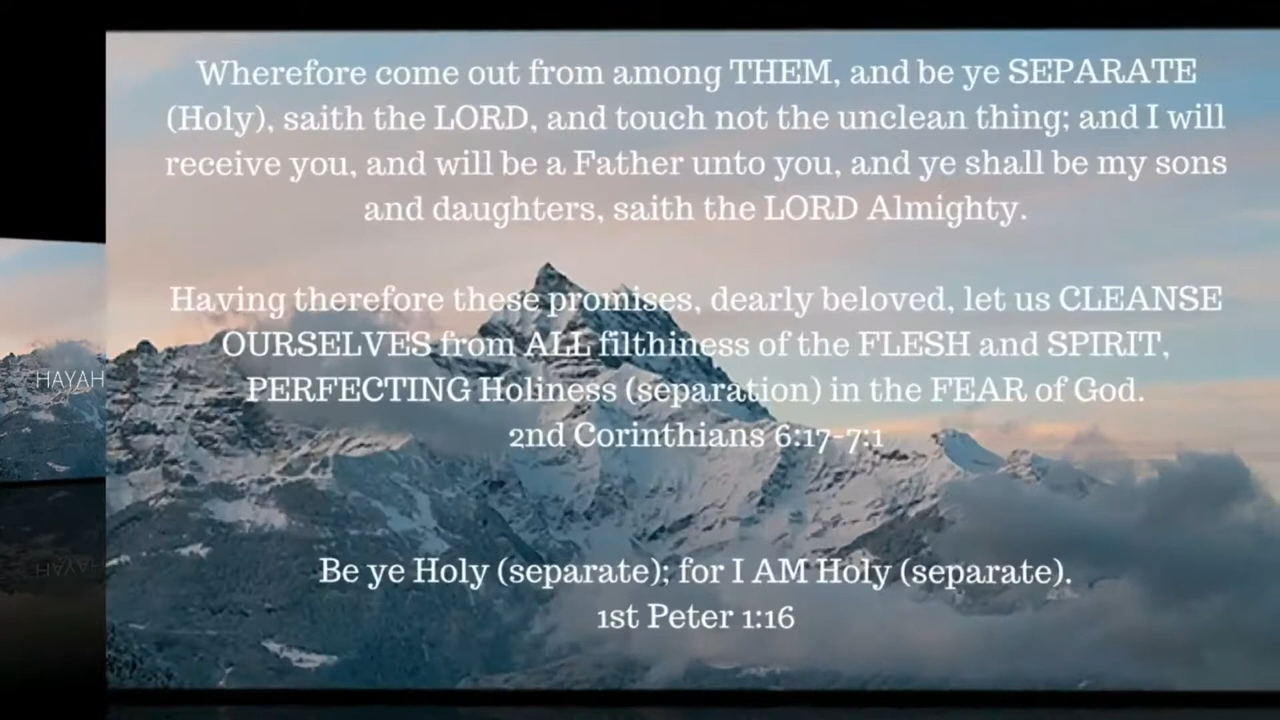 Wherefore come out from among THEM, and be ye SEPARATE
(Holy), saith the LORD, and touch not the unclean thing; and I will
receive you, and will be a Father unto you, and ye shall be my sons
and daughters, saith the LORD Almighty.
Having therefore these promises, dearly beloved, let us CLEANSE
OURSELVES from ALL filthiness of the FLESH and SPIRIT,
PERFECTING Holiness (separation) in the FEAR of God.
2nd Corinthians 6:17-7:1
Be ye Holy (separate); for I AM Holy (separate).
1st Peter 1:16
HAYAH
HAYAH